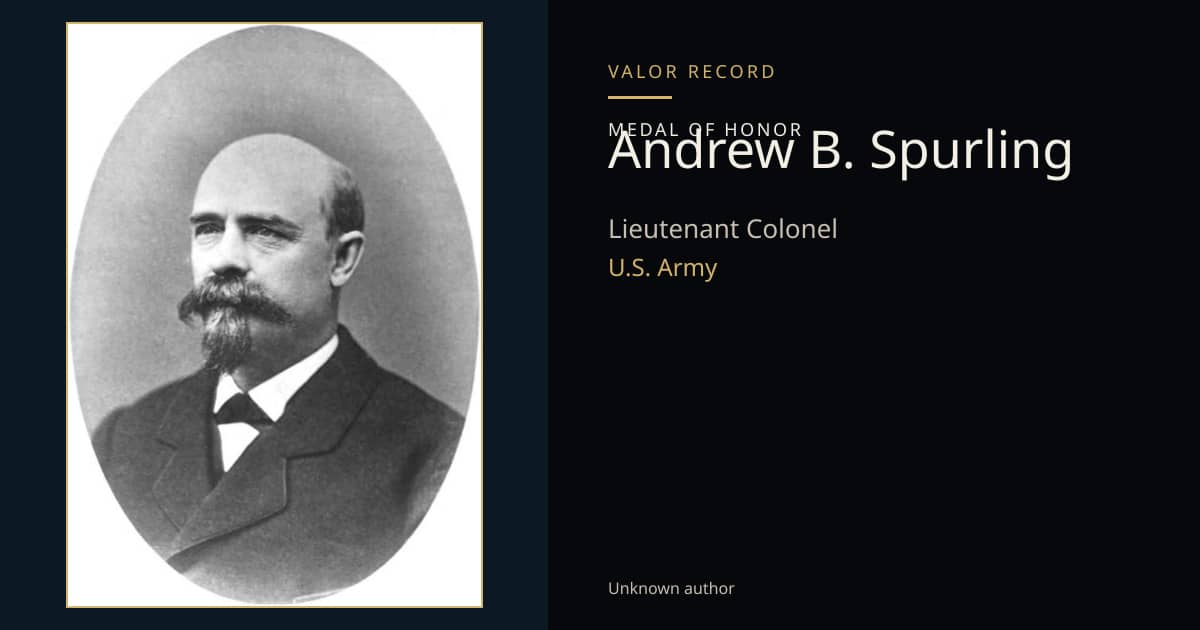 VALOR RECORD
MEDAL OF HONOR
Andrew B. Spurling
Lieutenant Colonel
U.S. Army
Unknown author